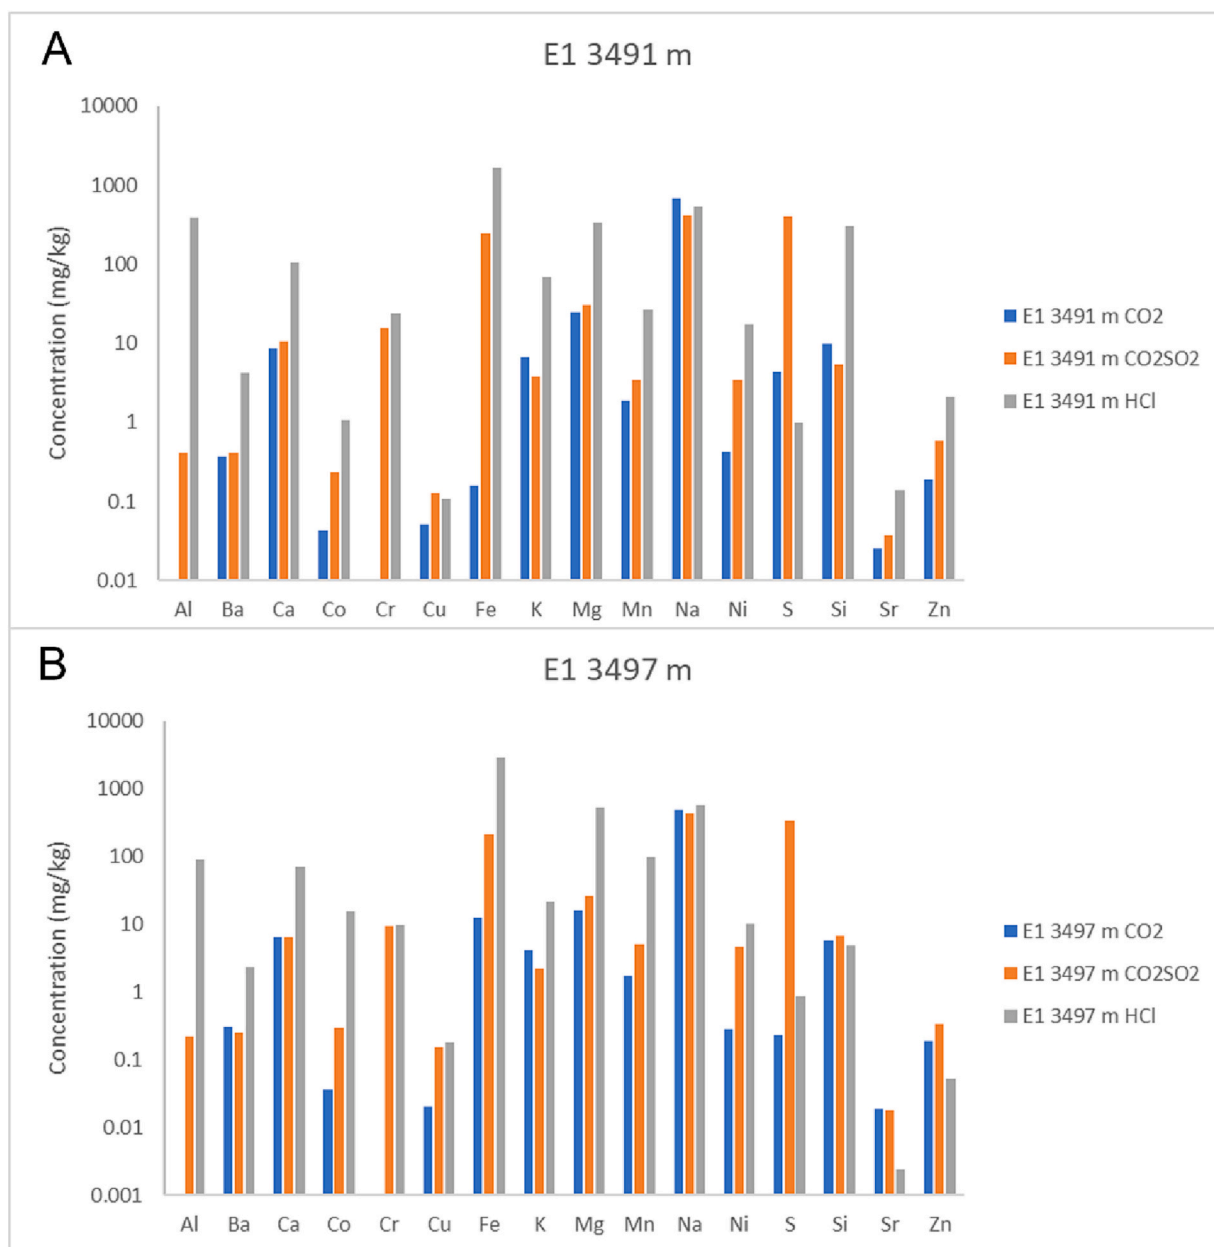 A
E1 3491 m
10000
1000
100
10
1
0.1
0.01
Concentration (mg/kg)
Al Ba Ca Co Cr Cu Fe K Mg Mn Na Ni S Si Sr Zn
E1 3491 m CO2
E1 3491 m CO2SO2
E1 3491 m HCl
B
E1 3497 m
10000
1000
100
10
1
0.1
0.01
0.001
Concentration (mg/kg)
Al Ba Ca Co Cr Cu Fe K Mg Mn Na Ni S Si Sr Zn
E1 3497 m CO2
E1 3497 m CO2SO2
E1 3497 m HCl